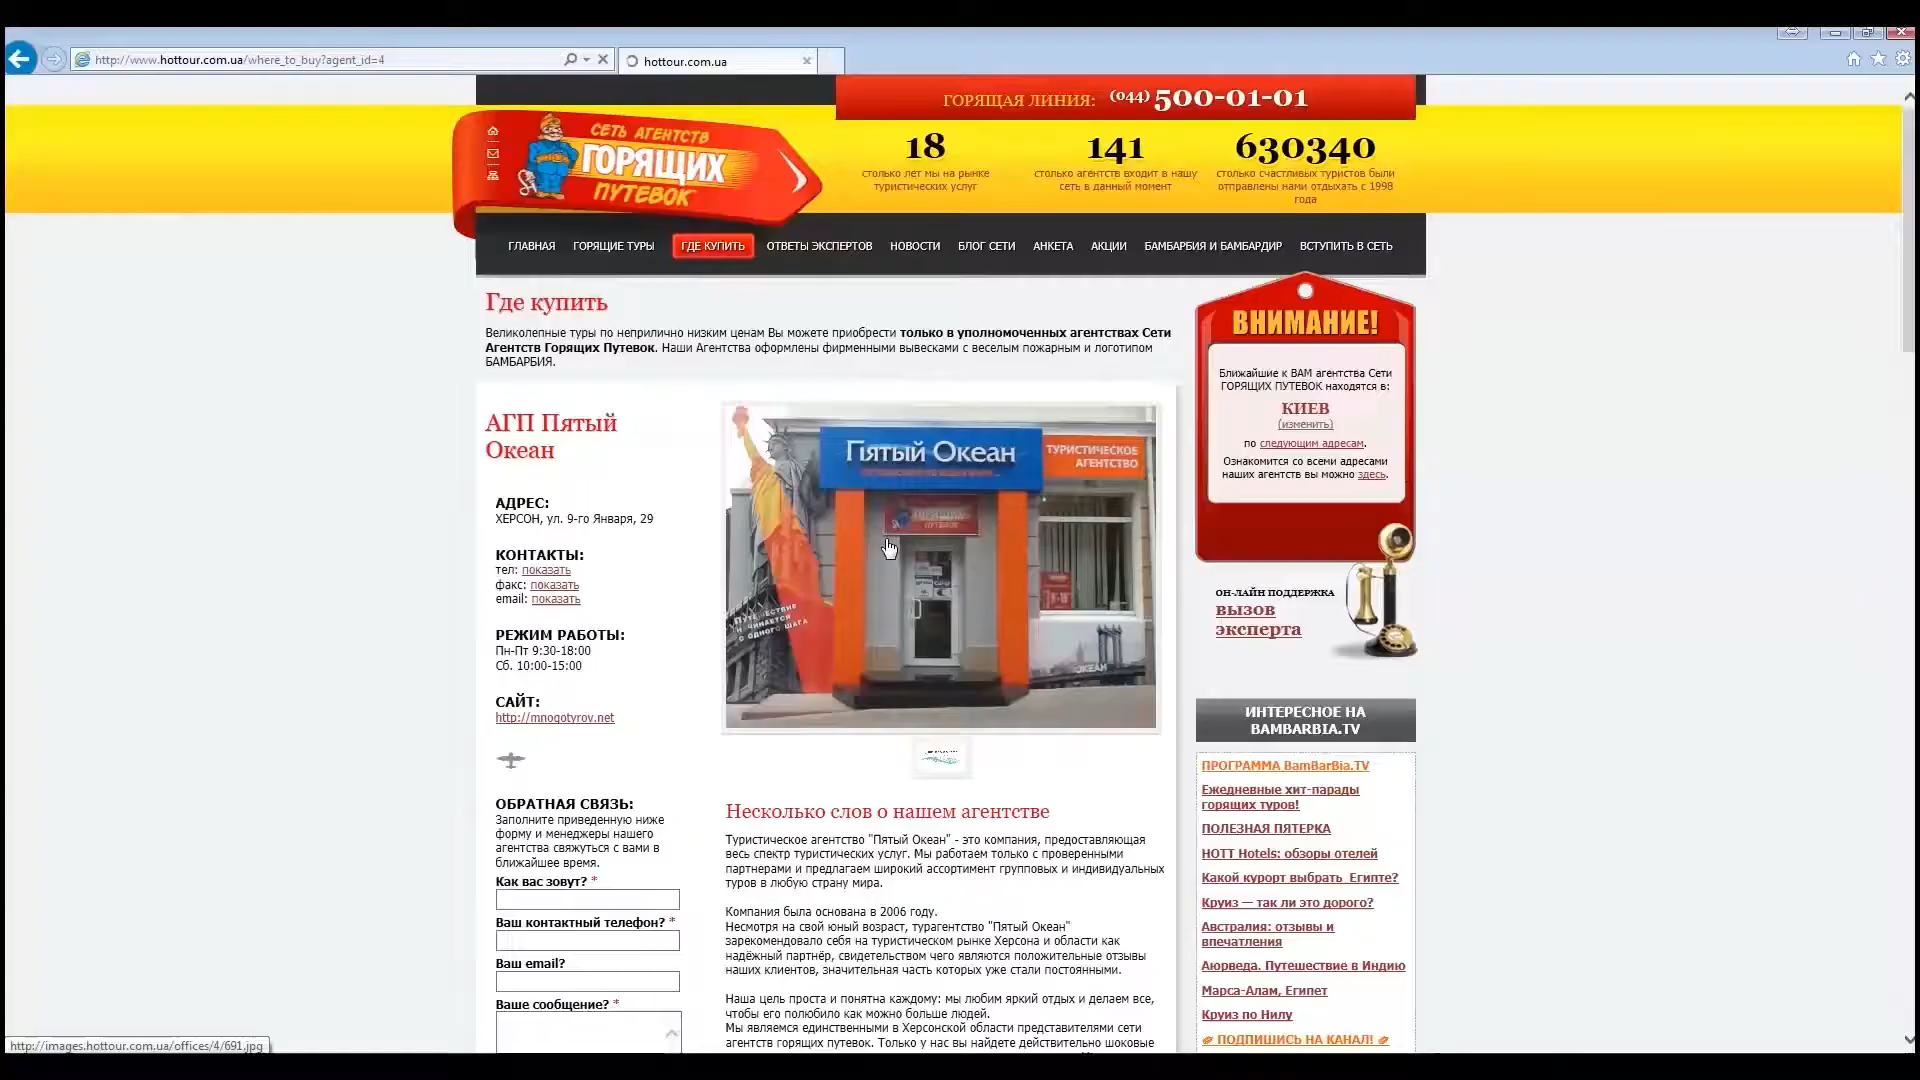 http://www.hottour.com.ua/where_to_buy?agent_id=4
hottour.com.ua
ГОРЯЩАЯ ЛИНИЯ: (044) 500-01-01
СЕТЬ АГЕНТСТВ
ГОРЯЩИХ
ПУТЕВОК
18
столько лет мы на рынке
туристических услуг
141
столько агентств входит в нашу
сеть в данный момент
630340
столько счастливых туристов были
отправлены нами отдыхать с 1998
года
ГЛАВНАЯ ГОРЯЩИЕ ТУРЫ ГДЕ КУПИТЬ ОТВЕТЫ ЭКСПЕРТОВ НОВОСТИ БЛОГ СЕТИ АНКЕТА АКЦИИ БАМБАРБИЯ И БАМБАРДИР ВСТУПИТЬ В СЕТЬ
Где купить
Великолепные туры по неприлично низким ценам Вы можете приобрести только в уполномоченных агентствах Сети
Агентств Горящих Путевок. Наши Агентства оформлены фирменными вывесками с веселым пожарным и логотипом
БАМБАРБИЯ.
АГП Пятый
Океан
АДРЕС:
ХЕРСОН, ул. 9-го Января, 29
КОНТАКТЫ:
тел: показать
факс: показать
email: показать
РЕЖИМ РАБОТЫ:
Пн-Пт 9:30-18:00
Сб. 10:00-15:00
САЙТ:
http://mnogotyrov.net
ОБРАТНАЯ СВЯЗЬ:
Заполните приведенную ниже
форму и менеджеры нашего
агентства свяжуться с вами в
ближайшее время.
Как вас зовут? *
Ваш контактный телефон? *
Ваш email?
Ваше сообщение? *
Пятый Океан
ТУРИСТИЧЕСКОЕ
АГЕНТСТВО
ГОРЯЩИХ
ПУТЕВОК
ПУТЕШЕСТВИЕ
НАЧИНАЕТСЯ
С ОДНОГО ШАГА
ОКЕАН
Несколько слов о нашем агентстве
Туристическое агентство "Пятый Океан" - это компания, предоставляющая
весь спектр туристических услуг. Мы работаем только с проверенными
партнерами и предлагаем широкий ассортимент групповых и индивидуальных
туров в любую страну мира.
Компания была основана в 2006 году.
Несмотря на свой юный возраст, турагентство "Пятый Океан"
зарекомендовало себя на туристическом рынке Херсона и области как
надёжный партнёр, свидетельством чего являются положительные отзывы
наших клиентов, значительная часть которых уже стали постоянными.
Наша цель проста и понятна каждому: мы любим яркий отдых и делаем все,
чтобы его полюбило как можно больше людей.
Мы являемся единственными в Херсонской области представителями сети
агентств горящих путевок. Только у нас вы найдете действительно шоковые
ВНИМАНИЕ!
Ближайшие к ВАМ агентства Сети
ГОРЯЩИХ ПУТЕВОК находятся в:
КИЕВ
(изменить)
по следующим адресам.
Ознакомится со всеми адресами
наших агентств вы можно здесь.
ОН-ЛАЙН ПОДДЕРЖКА
вызов
эксперта
ИНТЕРЕСНОЕ НА
BAMBARBIA.TV
ПРОГРАММА BamBarBia.TV
Ежедневные хит-парады
горящих туров!
ПОЛЕЗНАЯ ПЯТЕРКА
HOTT Hotels: обзоры отелей
Какой курорт выбрать Египте?
Круиз — так ли это дорого?
Австралия: отзывы и
впечатления
Аюрведа. Путешествие в Индию
Марса-Алам, Египет
Круиз по Нилу
ПОДПИШИСЬ НА КАНАЛ!
http://images.hottour.com.ua/offices/4/691.jpg